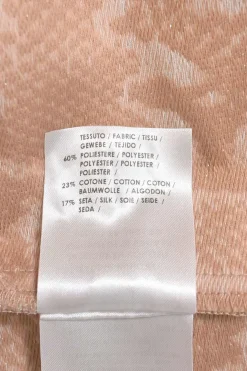 TESSUTO / FABRIC / TISSU /
GEWEBE / TEJIDO /
60% POLIESTERE / POLYESTER /
POLYESTER / POLYESTER /
POLIESTER /
23% COTONE / COTTON / COTON /
BAUMWOLLE / ALGODON /
17% SETA / SILK / SOIE / SEIDE /
SEDA /